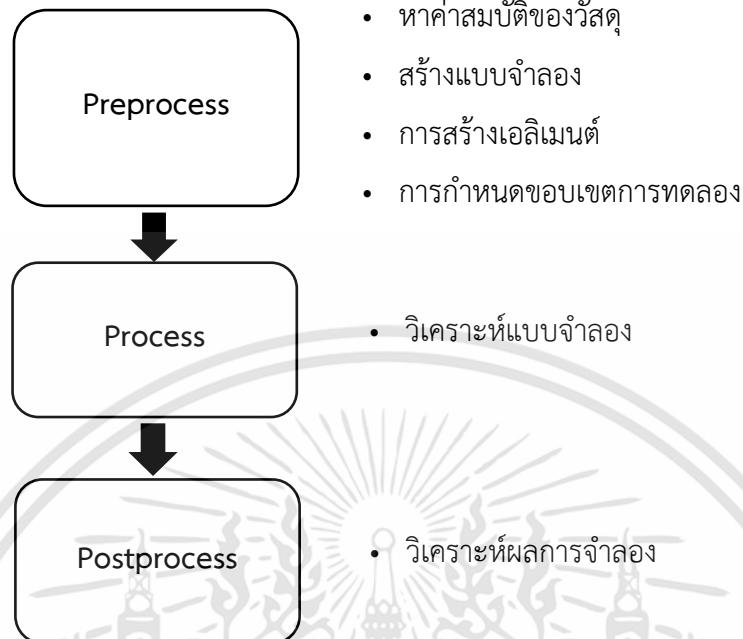 • หาค่าสมบัติของวัสดุ
Preprocess
• สร้างแบบจำลอง
• การสร้างเอลิเมนต์
• การกำหนดขอบเขตการทดลอง
Process
• วิเคราะห์แบบจำลอง
Postprocess
• วิเคราะห์ผลการจำลอง